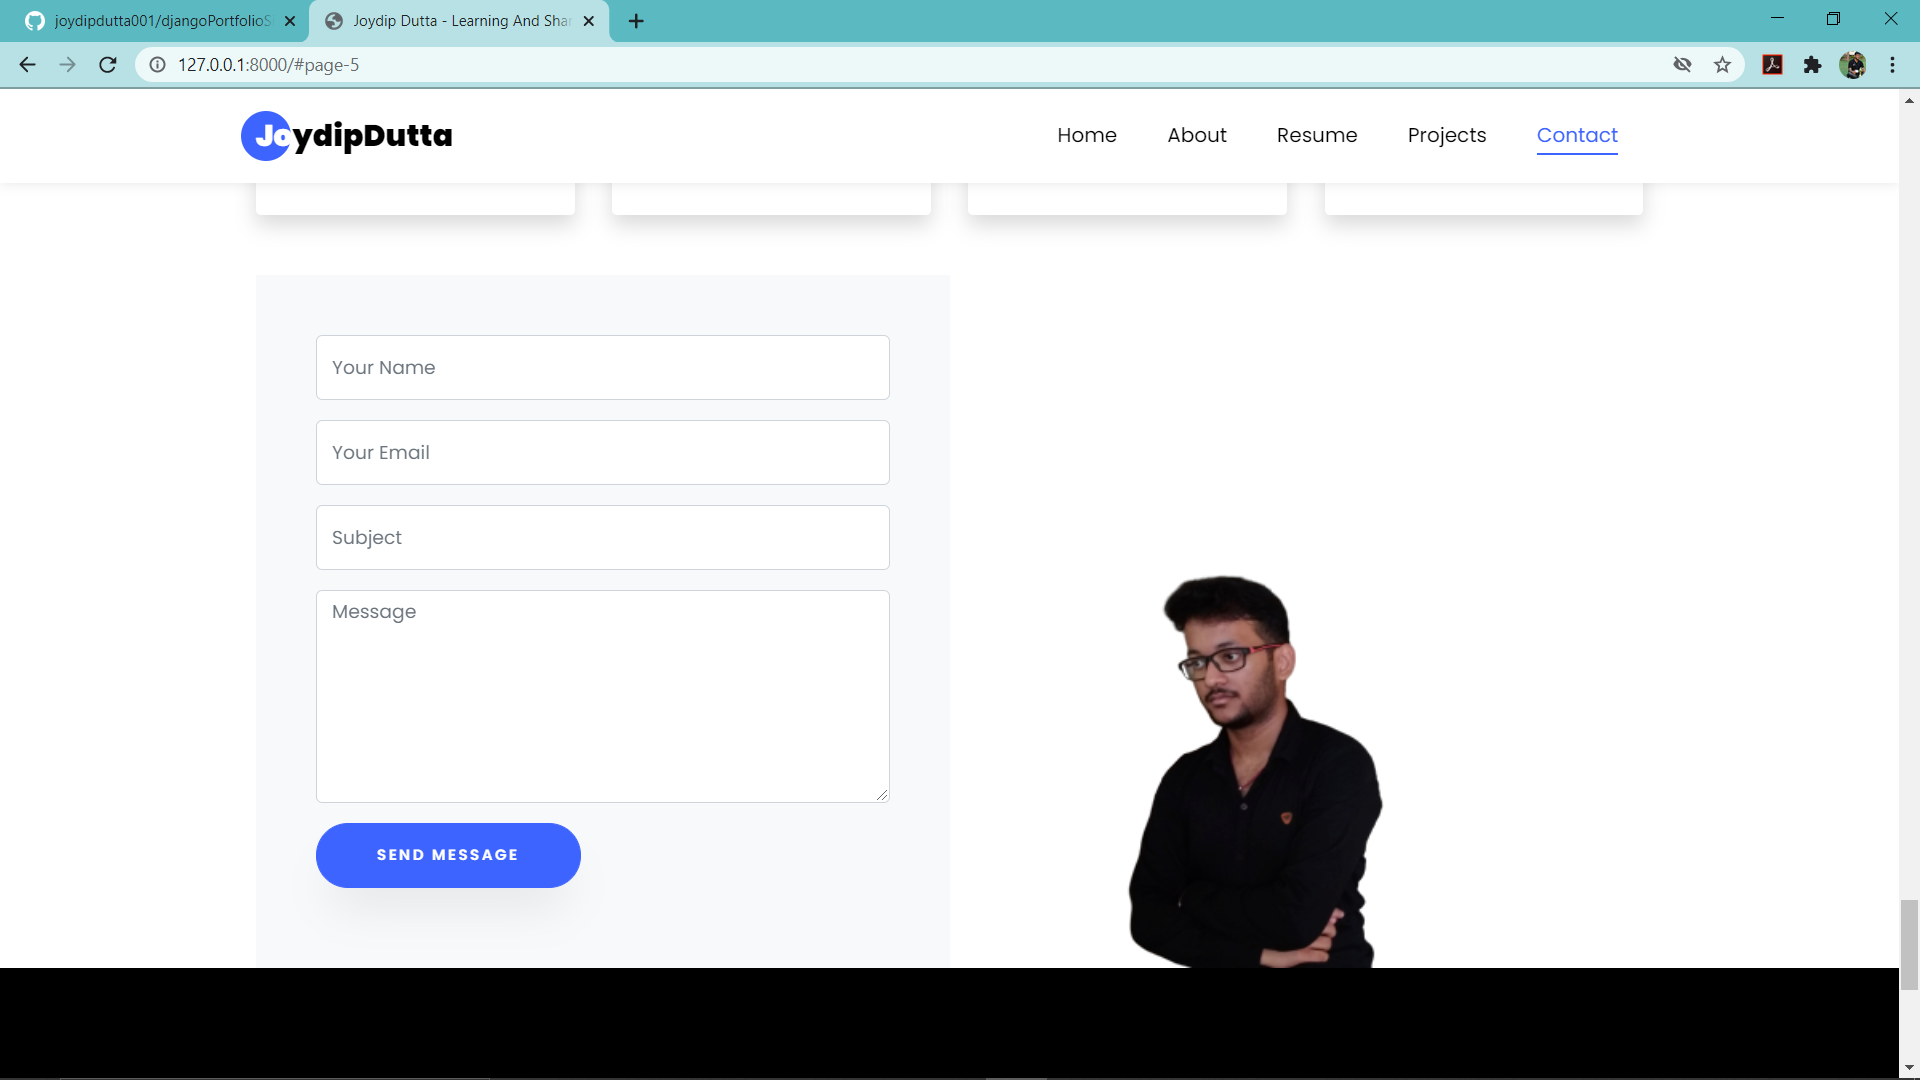 joydipdutta001/djangoPortfolioS
Joydip Dutta - Learning And Shar
127.0.0.1:8000/#page-5
JoydipDutta
Home
About
Resume
Projects
Contact
Your Name
Your Email
Subject
Message
SEND MESSAGE